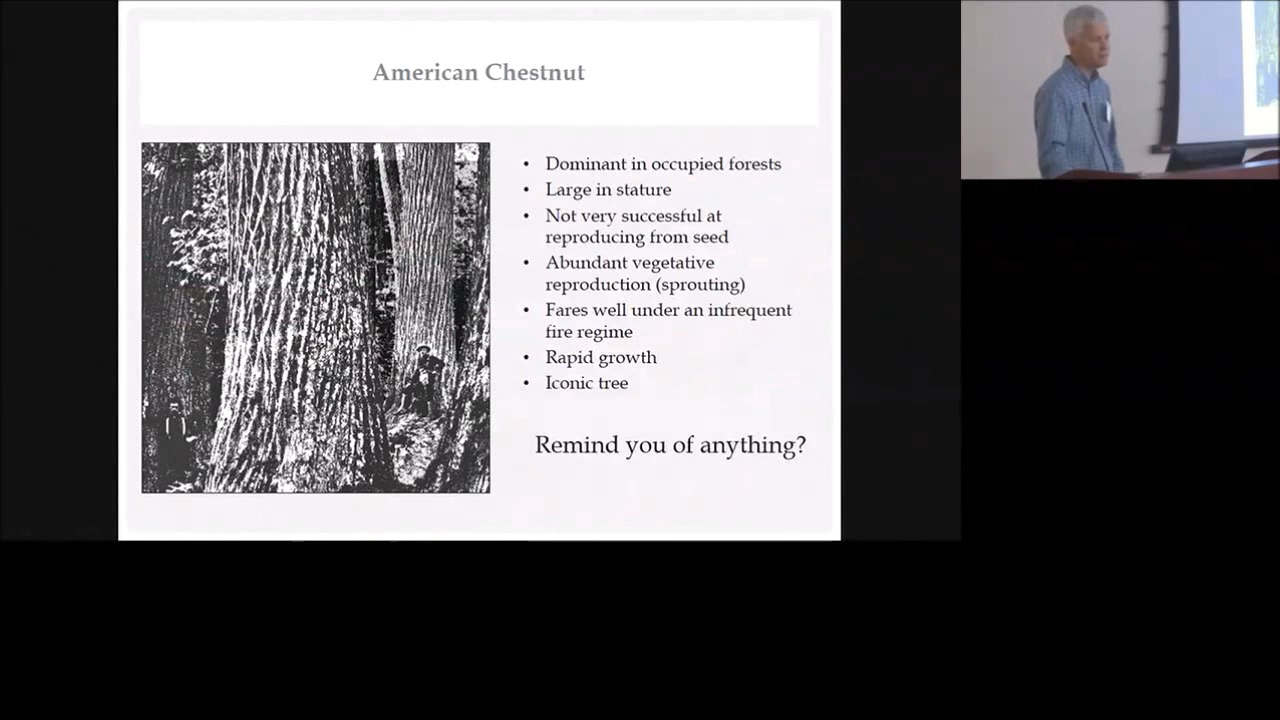 American Chestnut
• Dominant in occupied forests
• Large in stature
• Not very successful at
reproducing from seed
• Abundant vegetative
reproduction (sprouting)
• Fares well under an infrequent
fire regime
• Rapid growth
• Iconic tree
Remind you of anything?